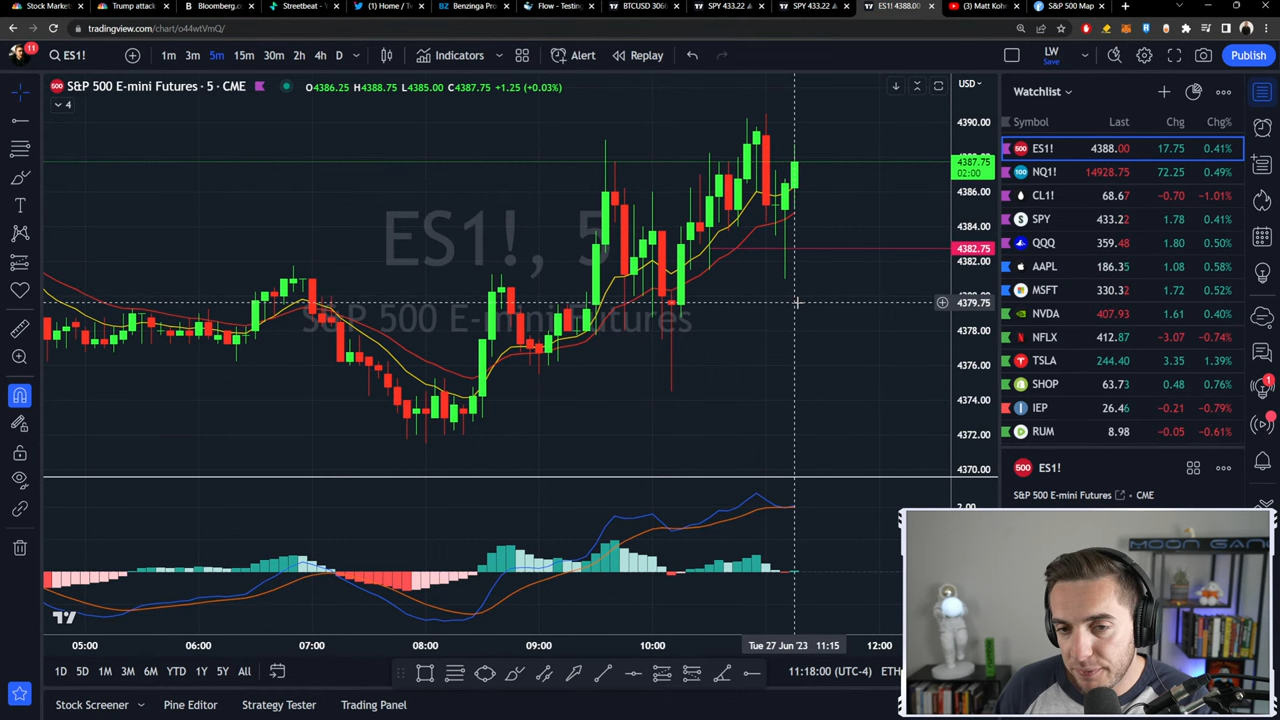 Stock Market
Trump attack
Bloomberg.c
Streetbeat -
(1) Home / Tw
Benzinga Pro
Flow - Testing
BTCUSD 306
SPY 433.22
SPY 433.22
ES1! 4388.00
(3) Matt Koh
S&P 500 Map
tradingview.com/chart/o44wtVmQ/
11
ES1!
1m 3m 5m 15m 30m 2h 4h 1h D
Indicators
Alert
Replay
LW
Save
Publish
500 S&P 500 E-mini Futures · 5 · CME
O4386.25 H4388.75 L4385.00 C4387.75 +1.25 (+0.03%)
4
USD
ES1!, 5
S&P 500 E-mini Futures
4390.00
4387.75
02:00
4386.00
4384.00
4382.75
4382.00
4379.75
4378.00
4376.00
4374.00
4372.00
4370.00
2.00
05:00 06:00 07:00 08:00 09:00 10:00 Tue 27 Jun '23 11:15 12:00
1D 5D 1M 3M 6M YTD 1Y 5Y All
11:18:00 (UTC-4)
Stock Screener
Pine Editor
Strategy Tester
Trading Panel
Watchlist
Symbol Last Chg Chg%
500 ES1! 4388.00 17.75 0.41%
100 NQ1! 14928.75 72.25 0.49%
CL1! 68.67 -0.70 -1.01%
SPY 433.22 1.78 0.41%
QQQ 359.48 1.80 0.50%
AAPL 186.35 1.08 0.58%
MSFT 330.32 1.72 0.52%
NVDA 407.93 1.61 0.40%
NFLX 412.87 -3.07 -0.74%
TSLA 244.40 3.35 1.39%
SHOP 63.73 0.48 0.76%
IEP 26.46 -0.21 -0.79%
RUM 8.98 -0.05 -0.61%
500 ES1!
S&P 500 E-mini Futures · CME
1
MOON GANG